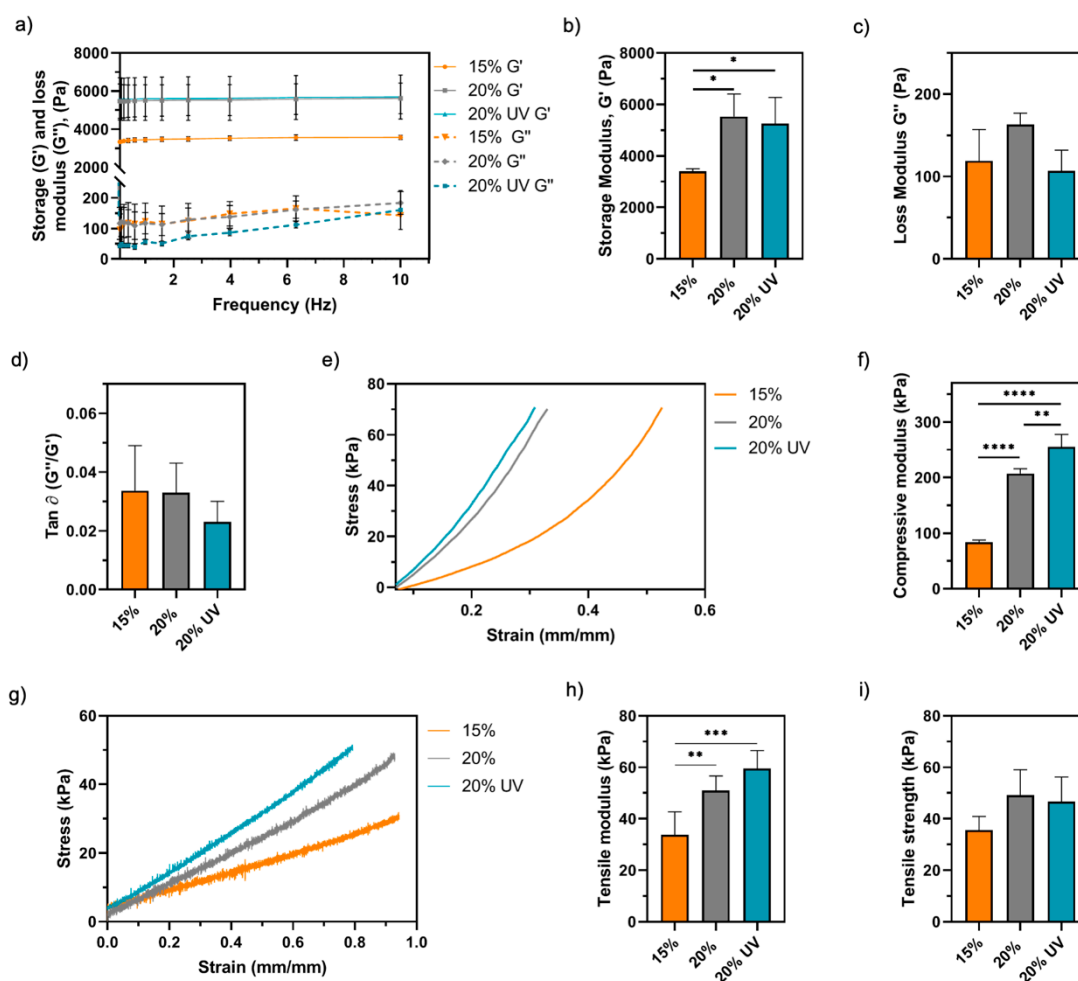 a)
Storage (G') and loss
modulus (G''), (Pa)
8000
6000
4000
2000
200
100
0
2
4
6
8
10
Frequency (Hz)
15% G'
20% G'
20% UV G'
15% G''
20% G''
20% UV G''
b)
Storage Modulus, G' (Pa)
8000
6000
4000
2000
0
*
*
15%
20%
20% UV
c)
Loss Modulus G'' (Pa)
200
100
0
15%
20%
20% UV
d)
Tan ∂ (G''/G')
0.06
0.04
0.02
0.00
15%
20%
20% UV
e)
Stress (kPa)
80
60
40
20
0
0.2
0.4
0.6
Strain (mm/mm)
15%
20%
20% UV
f)
Compressive modulus (kPa)
300
200
100
0
****
**
****
15%
20%
20% UV
g)
Stress (kPa)
60
40
20
0
0.0
0.2
0.4
0.6
0.8
1.0
Strain (mm/mm)
15%
20%
20% UV
h)
Tensile modulus (kPa)
80
60
40
20
0
***
**
15%
20%
20% UV
i)
Tensile strength (kPa)
80
60
40
20
0
15%
20%
20% UV